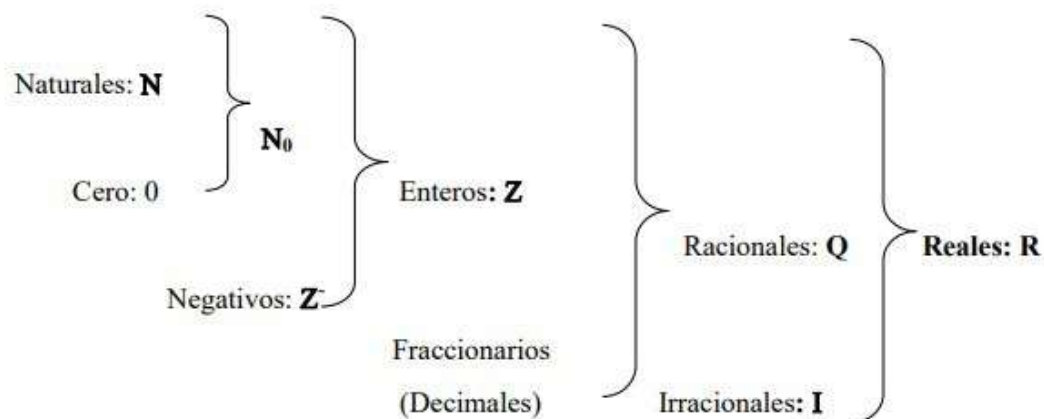 Naturales: N
N₀
Cero: 0
Enteros: Z
Racionales: Q
Reales: R
Negativos: Z⁻
Fraccionarios
(Decimales)
Irracionales: I